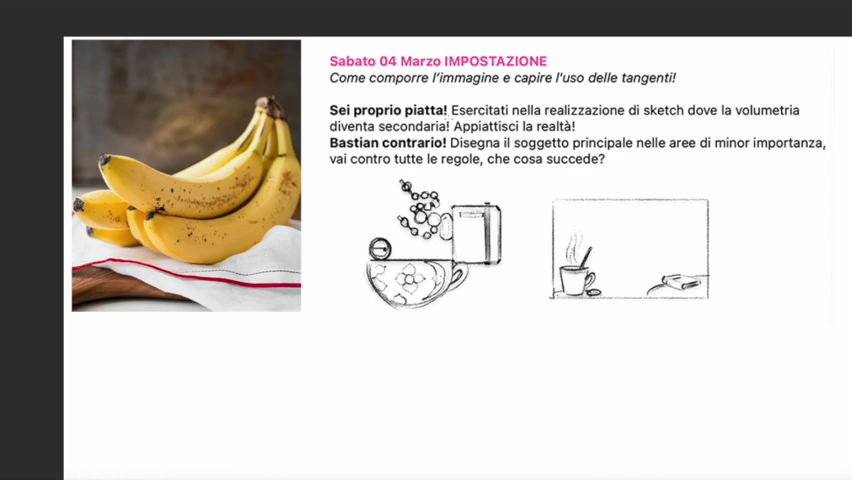 Sabato 04 Marzo IMPOSTAZIONE
Come comporre l'immagine e capire l'uso delle tangenti!
Sei proprio piatta! Esercitati nella realizzazione di sketch dove la volumetria
diventa secondaria! Appiattisci la realtà!
Bastian contrario! Disegna il soggetto principale nelle aree di minor importanza,
vai contro tutte le regole, che cosa succede?